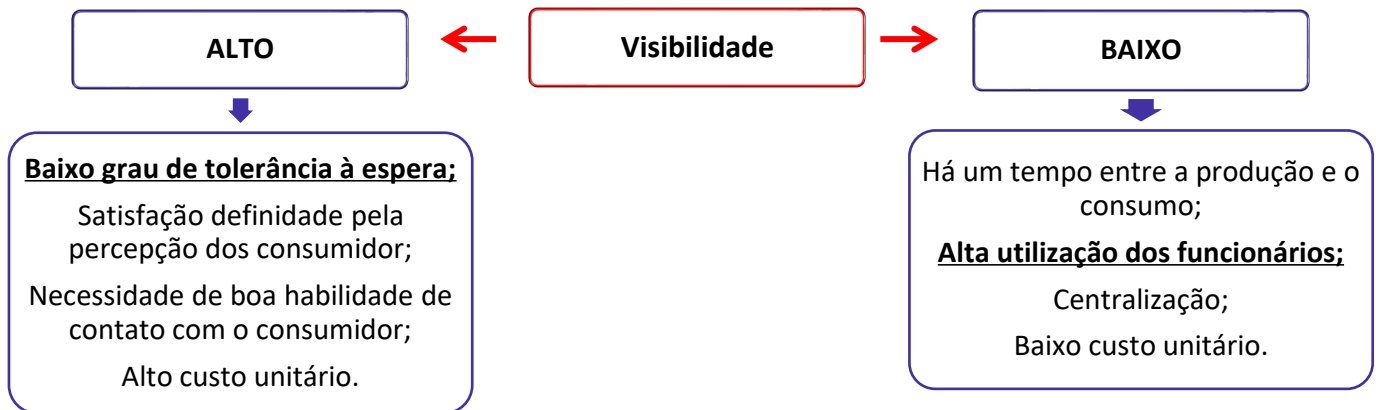 ALTO
Visibilidade
BAIXO
Baixo grau de tolerância à espera;
Satisfação definidade pela
percepção dos consumidor;
Necessidade de boa habilidade de
contato com o consumidor;
Alto custo unitário.
Há um tempo entre a produção e o
consumo;
Alta utilização dos funcionários;
Centralização;
Baixo custo unitário.